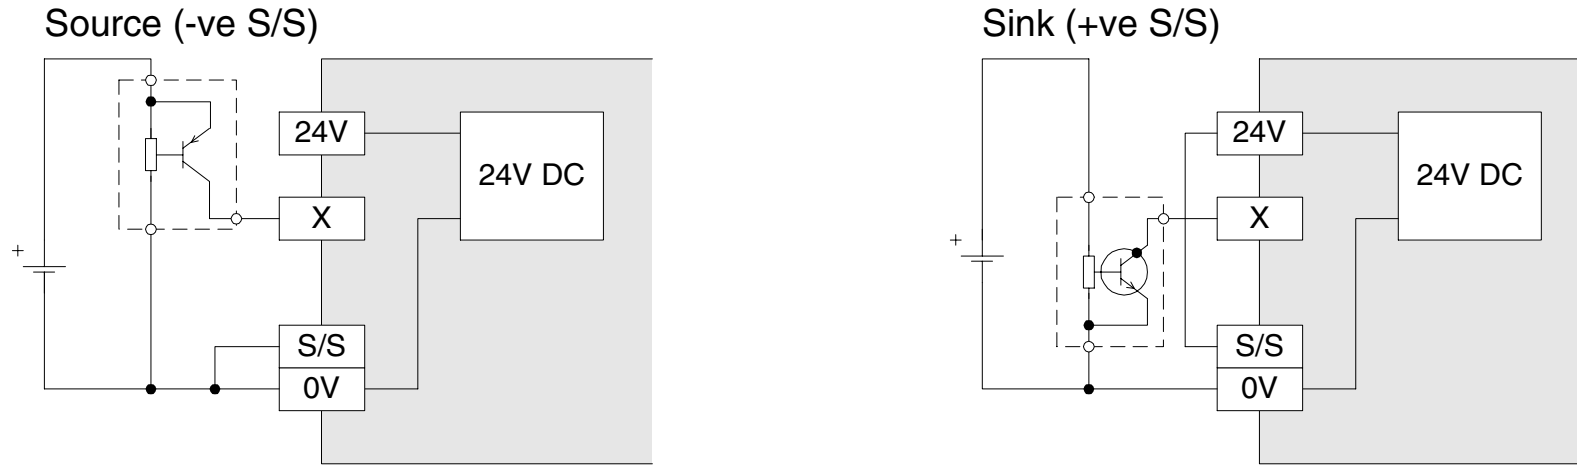 Source (-ve S/S)
+
24V
X
S/S
0V
24V DC
Sink (+ve S/S)
+
24V
X
S/S
0V
24V DC